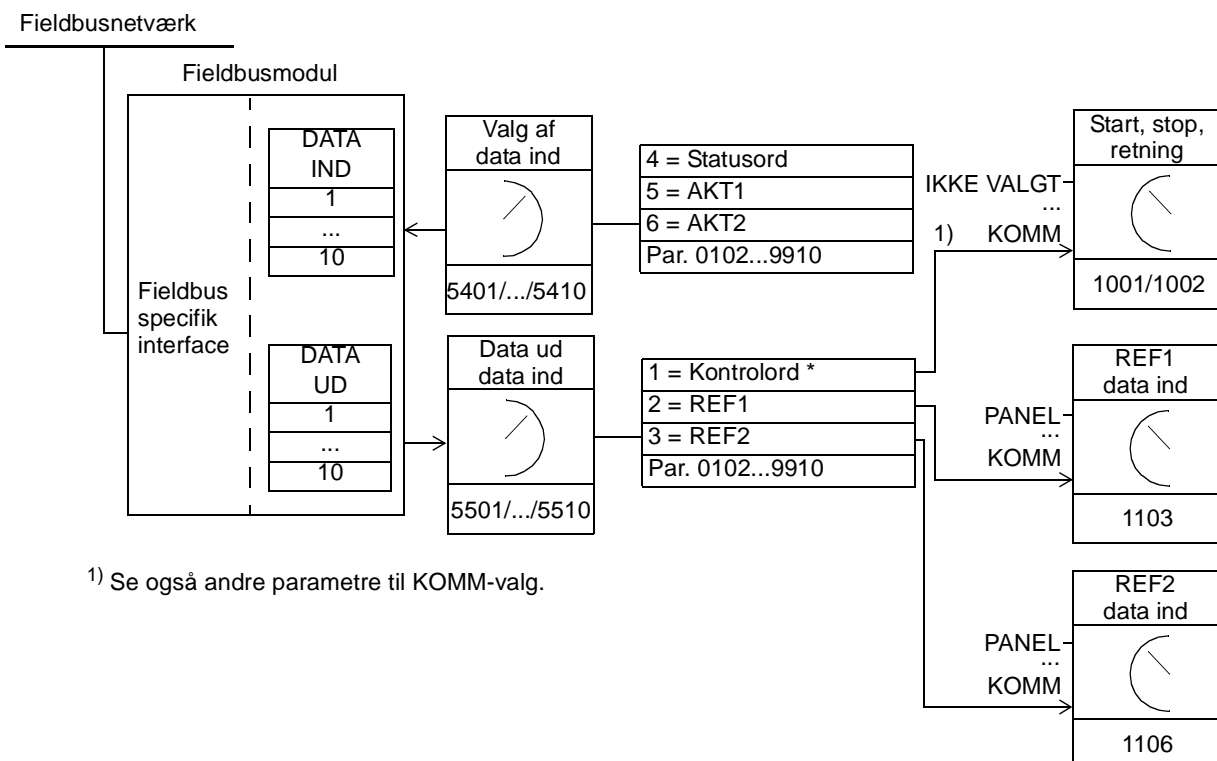 Fieldbusnetværk
Fieldbusmodul
Fieldbus
specifik
interface
DATA
IND
1
...
10
DATA
UD
1
...
10
Valg af
data ind
5401/.../5410
Data ud
data ind
5501/.../5510
4 = Statusord
5 = AKT1
6 = AKT2
Par. 0102...9910
1 = Kontrolord *
2 = REF1
3 = REF2
Par. 0102...9910
Start, stop,
retning
IKKE VALGT
...
1) KOMM
1001/1002
REF1
data ind
PANEL
...
KOMM
1103
REF2
data ind
PANEL
...
KOMM
1106
1) Se også andre parametre til KOMM-valg.